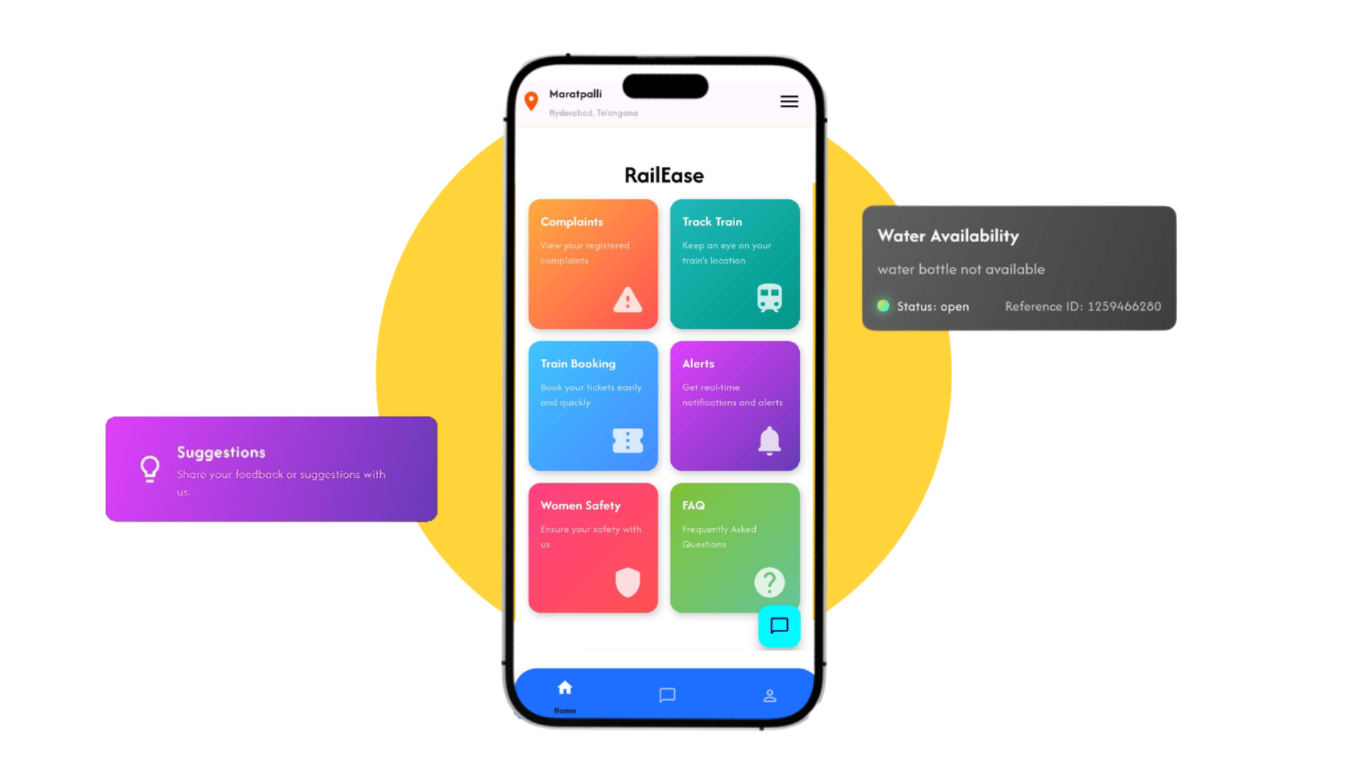 Maratpalli
Hyderabad, Telangana
RailEase
Complaints
View your registered
complaints
Track Train
Keep an eye on your
train's location
Train Booking
Book your tickets easily
and quickly
Alerts
Get real-time
notifications and alerts
Women Safety
Ensure your safety with
us
FAQ
Frequently Asked
Questions
Home
Suggestions
Share your feedback or suggestions with
us.
Water Availability
water bottle not available
Status: open Reference ID: 1259466280